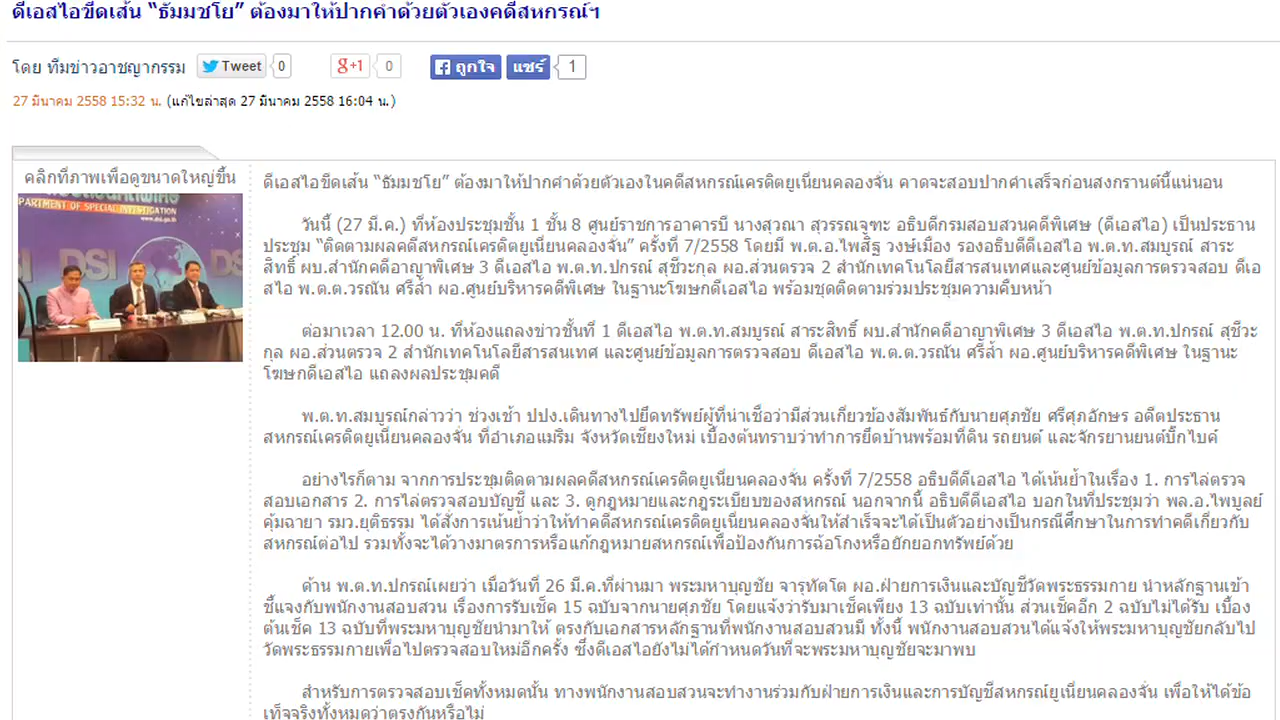 ดีเอสไอขีดเส้น “ธัมมชโย” ต้องมาให้ปากคำด้วยตัวเองคดีสหกรณ์ฯ
โดย ทีมข่าวอาชญากรรม Tweet 0 g+1 0 ถูกใจ แชร์ 1
27 มีนาคม 2558 15:32 น. (แก้ไขล่าสุด 27 มีนาคม 2558 16:04 น.)
คลิกที่ภาพเพื่อดูขนาดใหญ่ขึ้น
PARTMENT OF SPECIAL INVESTIGATION
www.dsi.go.th
DSI
ดีเอสไอขีดเส้น “ธัมมชโย” ต้องมาให้ปากคำด้วยตัวเองในคดีสหกรณ์เครดิตยูเนี่ยนคลองจั่น คาดจะสอบปากคำเสร็จก่อนสงกรานต์นี้แน่นอน
วันนี้ (27 มี.ค.) ที่ห้องประชุมชั้น 1 ชั้น 8 ศูนย์ราชการอาคารบี นางสุวณา สุวรรณจูฑะ อธิบดีกรมสอบสวนคดีพิเศษ (ดีเอสไอ) เป็นประธาน
ประชุม “ติดตามผลคดีสหกรณ์เครดิตยูเนี่ยนคลองจั่น” ครั้งที่ 7/2558 โดยมี พ.ต.อ.ไพสิฐ วงษ์เมือง รองอธิบดีดีเอสไอ พ.ต.ท.สมบูรณ์ สาระ
สิทธิ์ ผบ.สำนักคดีอาญาพิเศษ 3 ดีเอสไอ พ.ต.ท.ปกรณ์ สุชีวะกุล ผอ.ส่วนตรวจ 2 สำนักเทคโนโลยีสารสนเทศและศูนย์ข้อมูลการตรวจสอบ ดีเอ
สไอ พ.ต.ต.วรณัน ศรีล้ำ ผอ.ศูนย์บริหารคดีพิเศษ ในฐานะโฆษกดีเอสไอ พร้อมชุดติดตามร่วมประชุมความคืบหน้า
ต่อมาเวลา 12.00 น. ที่ห้องแถลงข่าวชั้นที่ 1 ดีเอสไอ พ.ต.ท.สมบูรณ์ สาระสิทธิ์ ผบ.สำนักคดีอาญาพิเศษ 3 ดีเอสไอ พ.ต.ท.ปกรณ์ สุชีวะ
กุล ผอ.ส่วนตรวจ 2 สำนักเทคโนโลยีสารสนเทศ และศูนย์ข้อมูลการตรวจสอบ ดีเอสไอ พ.ต.ต.วรณัน ศรีล้ำ ผอ.ศูนย์บริหารคดีพิเศษ ในฐานะ
โฆษกดีเอสไอ แถลงผลประชุมคดี
พ.ต.ท.สมบูรณ์กล่าวว่า ช่วงเช้า ปปง.เดินทางไปยึดทรัพย์ผู้ที่น่าเชื่อว่ามีส่วนเกี่ยวข้องสัมพันธ์กับนายศุภชัย ศรีศุภอักษร อดีตประธาน
สหกรณ์เครดิตยูเนี่ยนคลองจั่น ที่อำเภอแมริม จังหวัดเชียงใหม่ เบื้องต้นทราบว่าทำการยึดบ้านพร้อมที่ดิน รถยนต์ และจักรยานยนต์บิ๊กไบค์
อย่างไรก็ตาม จากการประชุมติดตามผลคดีสหกรณ์เครดิตยูเนี่ยนคลองจั่น ครั้งที่ 7/2558 อธิบดีดีเอสไอ ได้เน้นย้ำในเรื่อง 1. การไล่ตรวจ
สอบเอกสาร 2. การไล่ตรวจสอบบัญชี และ 3. ดูกฎหมายและกฎระเบียบของสหกรณ์ นอกจากนี้ อธิบดีดีเอสไอ บอกในที่ประชุมว่า พล.อ.ไพบูลย์
คุ้มฉายา รมว.ยุติธรรม ได้สั่งการเน้นย้ำว่าให้ทำคดีสหกรณ์เครดิตยูเนี่ยนคลองจั่นให้สำเร็จจะได้เป็นตัวอย่างเป็นกรณีศึกษาในการทำคดีเกี่ยวกับ
สหกรณ์ต่อไป รวมทั้งจะได้วางมาตรการหรือแก้กฎหมายสหกรณ์เพื่อป้องกันการฉ้อโกงหรือยักยอกทรัพย์ด้วย
ด้าน พ.ต.ท.ปกรณ์เผยว่า เมื่อวันที่ 26 มี.ค.ที่ผ่านมา พระมหาบุญชัย จารุทัตโต ผอ.ฝ่ายการเงินและบัญชีวัดพระธรรมกาย นำหลักฐานเข้า
ชี้แจงกับพนักงานสอบสวน เรื่องการรับเช็ค 15 ฉบับจากนายศุภชัย โดยแจ้งว่ารับมาเช็คเพียง 13 ฉบับเท่านั้น ส่วนเช็คอีก 2 ฉบับไม่ได้รับ เบื้อง
ต้นเช็ค 13 ฉบับที่พระมหาบุญชัยนำมาให้ ตรงกับเอกสารหลักฐานที่พนักงานสอบสวนมี ทั้งนี้ พนักงานสอบสวนได้แจ้งให้พระมหาบุญชัยกลับไป
วัดพระธรรมกายเพื่อไปตรวจสอบใหม่อีกครั้ง ซึ่งดีเอสไอยังไม่ได้กำหนดวันที่จะพระมหาบุญชัยจะมาพบ
สำหรับการตรวจสอบเช็คทั้งหมดนั้น ทางพนักงานสอบสวนจะทำงานร่วมกับฝ่ายการเงินและการบัญชีสหกรณ์ยูเนี่ยนคลองจั่น เพื่อให้ได้ข้อ
เท็จจริงทั้งหมดว่าตรงกันหรือไม่